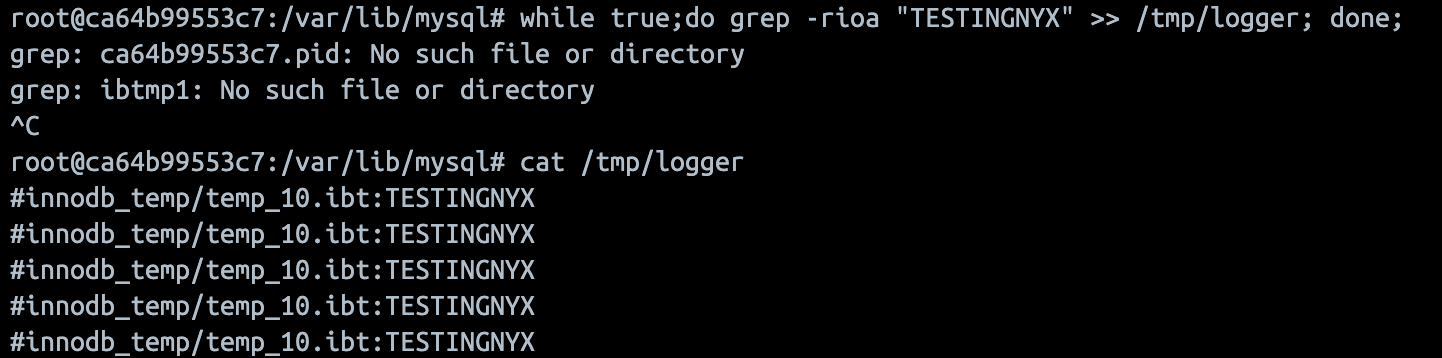 root@ca64b99553c7:/var/lib/mysql# while true;do grep -rioa "TESTINGNYX" >> /tmp/logger; done;
grep: ca64b99553c7.pid: No such file or directory
grep: ibtmp1: No such file or directory
^C
root@ca64b99553c7:/var/lib/mysql# cat /tmp/logger
#innodb_temp/temp_10.ibt:TESTINGNYX
#innodb_temp/temp_10.ibt:TESTINGNYX
#innodb_temp/temp_10.ibt:TESTINGNYX
#innodb_temp/temp_10.ibt:TESTINGNYX
#innodb_temp/temp_10.ibt:TESTINGNYX